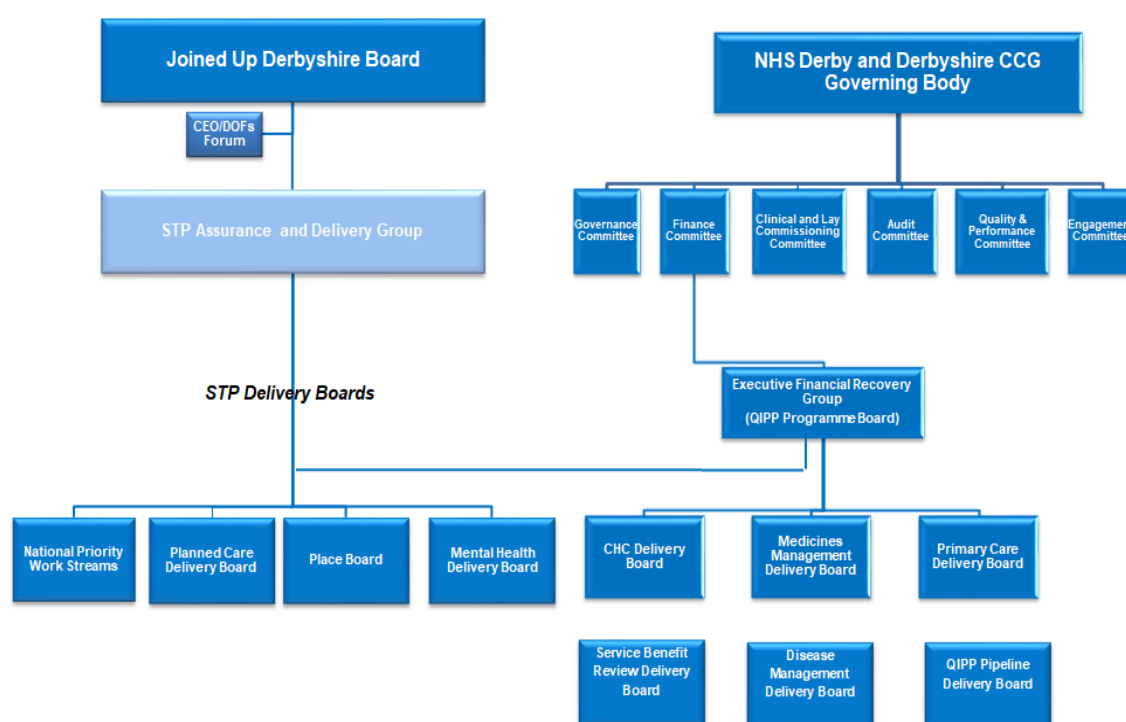 Joined Up Derbyshire Board
NHS Derby and Derbyshire CCG
Governing Body
CEO/DOFs
Forum
STP Assurance and Delivery Group
Governance
Committee
Finance
Committee
Clinical and Lay
Commissioning
Committee
Audit
Committee
Quality &
Performance
Committee
Engagemen
Committee
STP Delivery Boards
Executive Financial Recovery
Group
(QIPP Programme Board)
National Priority
Work Streams
Planned Care
Delivery Board
Place Board
Mental Health
Delivery Board
CHC Delivery
Board
Medicines
Management
Delivery Board
Primary Care
Delivery Board
Service Benefit
Review Delivery
Board
Disease
Management
Delivery Board
QIPP Pipeline
Delivery Board